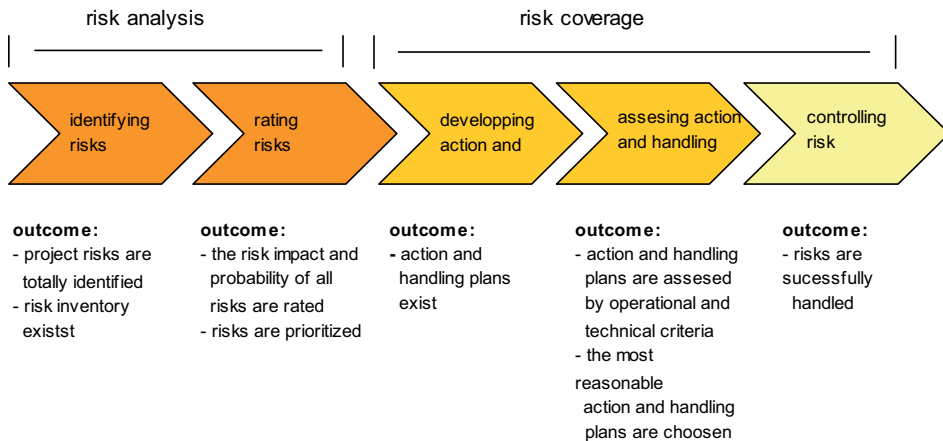 risk analysis
risk coverage
identifying
risks
rating
risks
developping
action and
assesing action
and handling
controlling
risk
outcome:
- project risks are
totally identified
- risk inventory
existst
outcome:
- the risk impact and
probability of all
risks are rated
- risks are prioritized
outcome:
- action and
handling plans
exist
outcome:
- action and handling
plans are assesed
by operational and
technical criteria
- the most
reasonable
action and handling
plans are choosen
outcome:
- risks are
sucessfully
handled